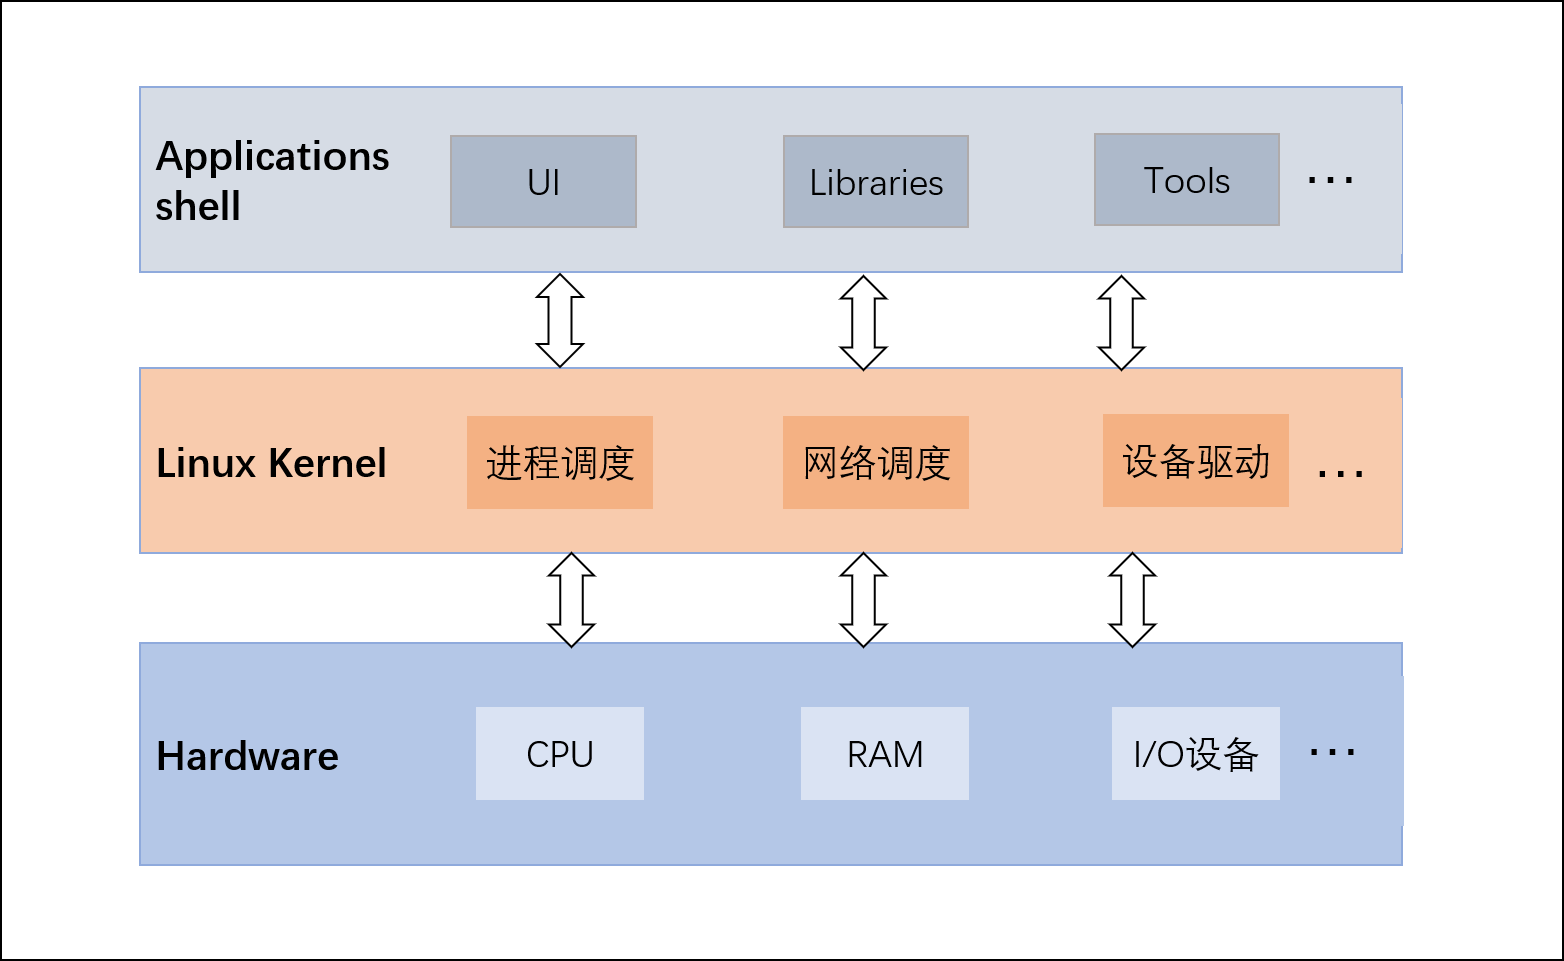 Applications
shell
UI
Libraries
Tools
...
Linux Kernel
进程调度
网络调度
设备驱动
...
Hardware
CPU
RAM
I/O设备
...